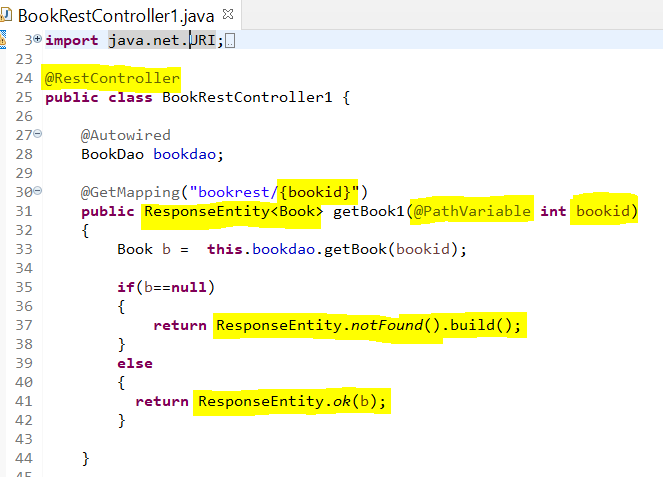 BookRestController1.java
3 import java.net.URI;
23
24 @RestController
25 public class BookRestController1 {
26
27 @Autowired
28 BookDao bookdao;
29
30 @GetMapping("bookrest/{bookid}")
31 public ResponseEntity<Book> getBook1(@PathVariable int bookid)
32 {
33 Book b =  this.bookdao.getBook(bookid);
34
35 if(b==null)
36 {
37 return ResponseEntity.notFound().build();
38 }
39 else
40 {
41 return ResponseEntity.ok(b);
42 }
43
44 }
45